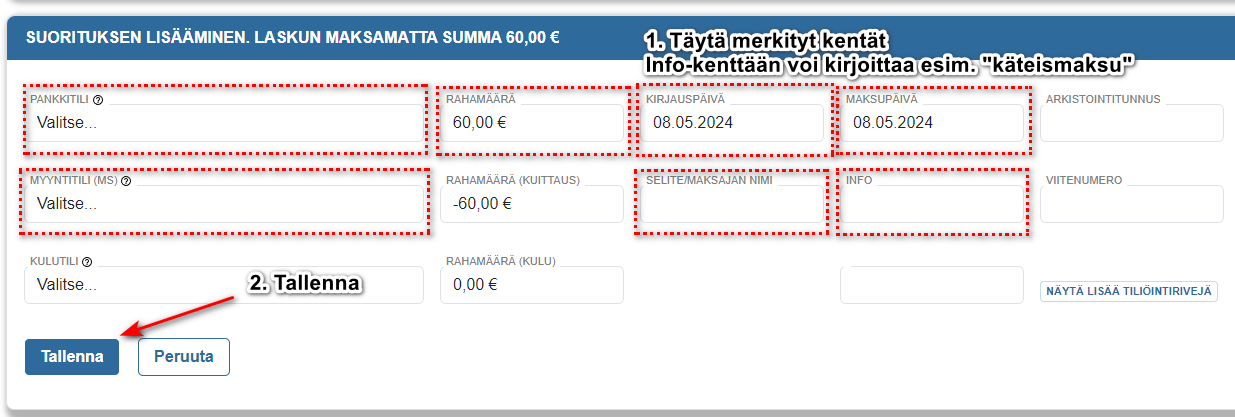 SUORITUKSEN LISÄÄMINEN. LASKUN MAKSAMATTA SUMMA 60,00 €
1. Täytä merkityt kentät
Info-kenttään voi kirjoittaa esim. "käteismaksu"
PANKKITILI ?
RAHAMÄÄRÄ
KIRJAUSPÄIVÄ
MAKSUPÄIVÄ
ARKISTOINTITUNNUS
Valitse...
60,00 €
08.05.2024
08.05.2024
MYYNTITILI (MS) ?
RAHAMÄÄRÄ (KUITTAUS)
SELITE/MAKSAJAN NIMI
INFO
VIITENUMERO
Valitse...
-60,00 €
KULUTILI ?
RAHAMÄÄRÄ (KULU)
Valitse...
2. Tallenna
0,00 €
NÄYTÄ LISÄÄ TILIÖINTIRIVEJÄ
Tallenna
Peruuta